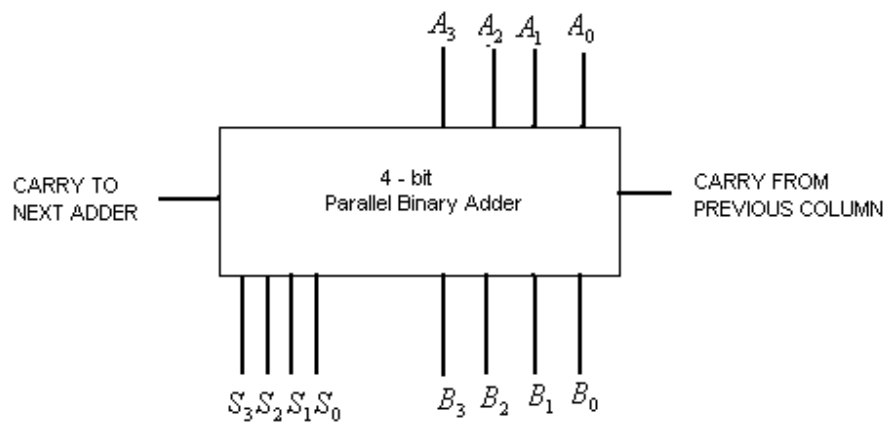 A₃ A₂ A₁ A₀
4 - bit
Parallel Binary Adder
CARRY TO
NEXT ADDER
CARRY FROM
PREVIOUS COLUMN
S₃ S₂ S₁ S₀ B₃ B₂ B₁ B₀